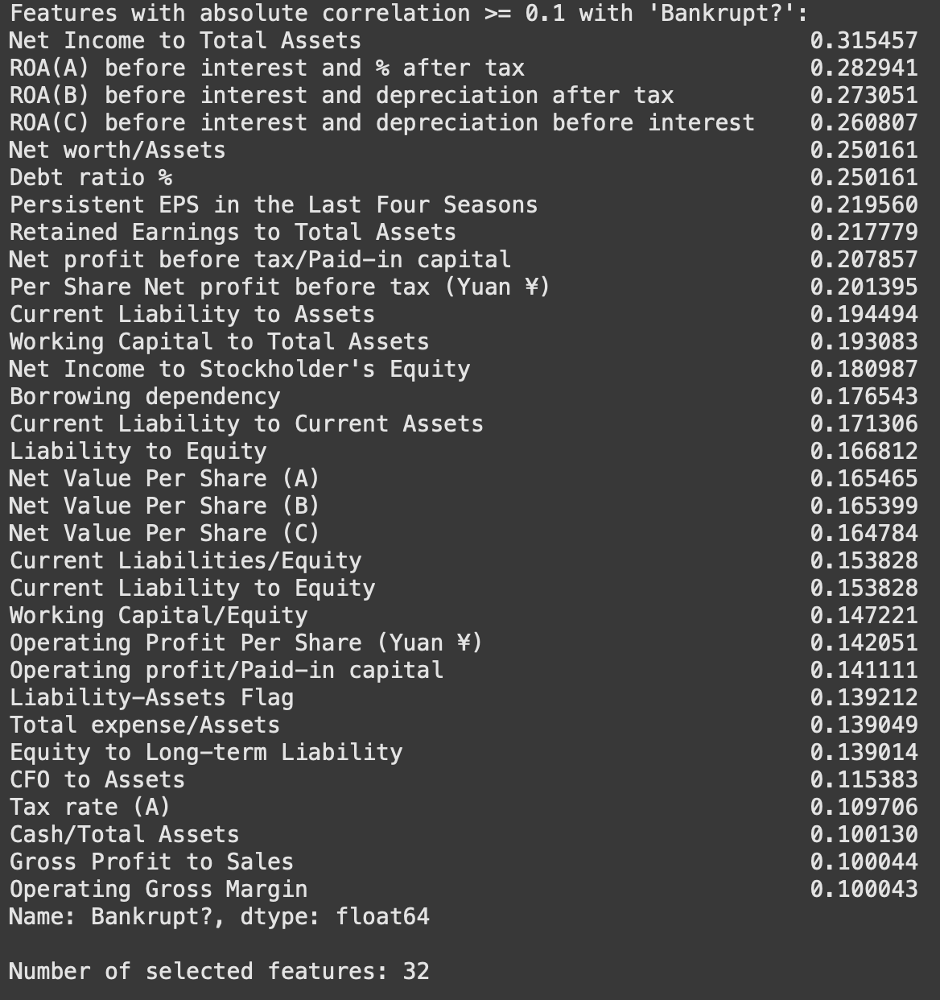 Features with absolute correlation >= 0.1 with 'Bankrupt?':
Net Income to Total Assets 0.315457
ROA(A) before interest and % after tax 0.282941
ROA(B) before interest and depreciation after tax 0.273051
ROA(C) before interest and depreciation before interest 0.260807
Net worth/Assets 0.250161
Debt ratio % 0.250161
Persistent EPS in the Last Four Seasons 0.219560
Retained Earnings to Total Assets 0.217779
Net profit before tax/Paid-in capital 0.207857
Per Share Net profit before tax (Yuan ¥) 0.201395
Current Liability to Assets 0.194494
Working Capital to Total Assets 0.193083
Net Income to Stockholder's Equity 0.180987
Borrowing dependency 0.176543
Current Liability to Current Assets 0.171306
Liability to Equity 0.166812
Net Value Per Share (A) 0.165465
Net Value Per Share (B) 0.165399
Net Value Per Share (C) 0.164784
Current Liabilities/Equity 0.153828
Current Liability to Equity 0.153828
Working Capital/Equity 0.147221
Operating Profit Per Share (Yuan ¥) 0.142051
Operating profit/Paid-in capital 0.141111
Liability-Assets Flag 0.139212
Total expense/Assets 0.139049
Equity to Long-term Liability 0.139014
CFO to Assets 0.115383
Tax rate (A) 0.109706
Cash/Total Assets 0.100130
Gross Profit to Sales 0.100044
Operating Gross Margin 0.100043
Name: Bankrupt?, dtype: float64
Number of selected features: 32